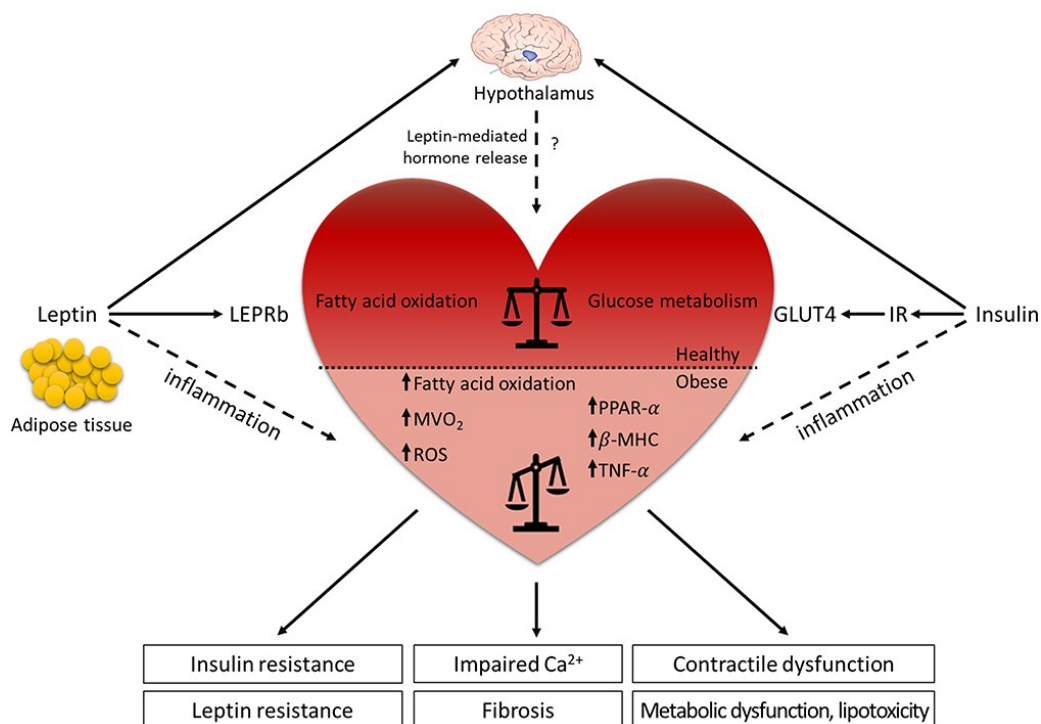 Hypothalamus
Leptin-mediated
hormone release
?
Fatty acid oxidation
Glucose metabolism
Leptin
LEPRb
GLUT4
IR
Insulin
Adipose tissue
inflammation
inflammation
Healthy
Obese
⬆Fatty acid oxidation
⬆MVO₂
⬆ROS
⬆PPAR-α
⬆β-MHC
⬆TNF-α
Insulin resistance
Impaired Ca²⁺
Contractile dysfunction
Leptin resistance
Fibrosis
Metabolic dysfunction, lipotoxicity